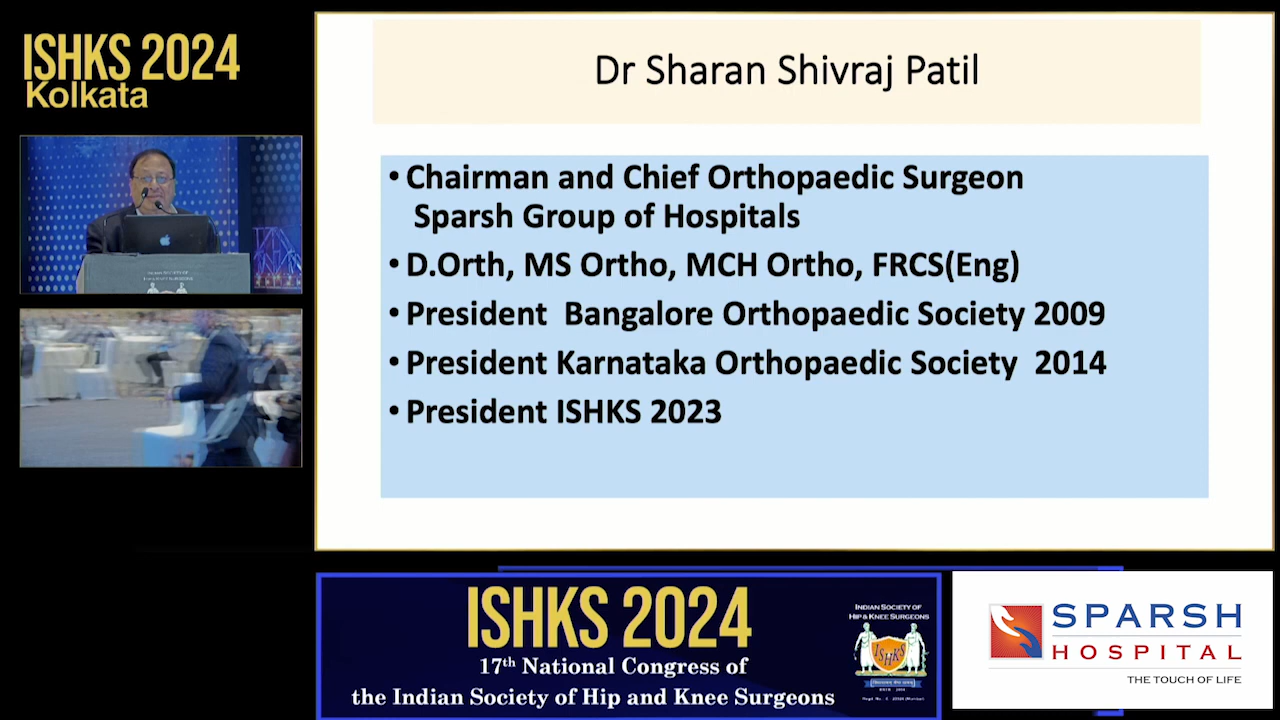 ISHKS 2024
Kolkata
Dr Sharan Shivraj Patil
• Chairman and Chief Orthopaedic Surgeon
Sparsh Group of Hospitals
• D.Orth, MS Ortho, MCH Ortho, FRCS(Eng)
• President Bangalore Orthopaedic Society 2009
• President Karnataka Orthopaedic Society 2014
• President ISHKS 2023
ISHKS 2024
17th National Congress of
the Indian Society of Hip and Knee Surgeons
INDIAN SOCIETY OF
HIP & KNEE SURGEONS
ISHKS
SPARSH
HOSPITAL
THE TOUCH OF LIFE